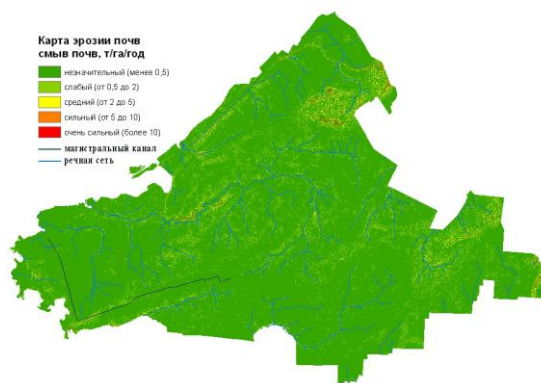 Карта эрозии почв
смыв почв, т/га/год
незначительный (менее 0,5)
слабый (от 0,5 до 2)
средний (от 2 до 5)
сильный (от 5 до 10)
очень сильный (более 10)
магистральный канал
речная сеть